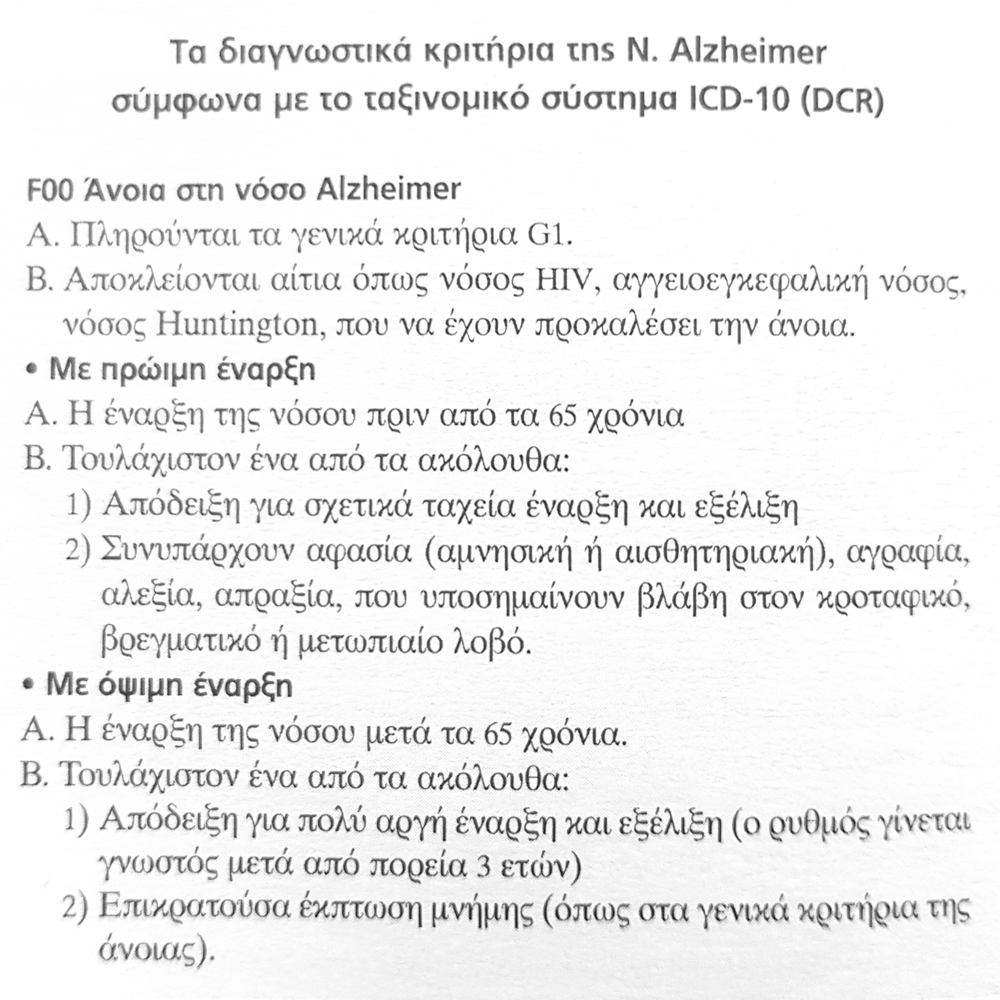 Τα διαγνωστικά κριτήρια της Ν. Alzheimer
σύμφωνα με το ταξινομικό σύστημα ICD-10 (DCR)
F00 Άνοια στη νόσο Alzheimer
Α. Πληρούνται τα γενικά κριτήρια G1.
Β. Αποκλείονται αίτια όπως νόσος HIV, αγγειοεγκεφαλική νόσος,
νόσος Huntington, που να έχουν προκαλέσει την άνοια.
• Με πρώιμη έναρξη
Α. Η έναρξη της νόσου πριν από τα 65 χρόνια
Β. Τουλάχιστον ένα από τα ακόλουθα:
1) Απόδειξη για σχετικά ταχεία έναρξη και εξέλιξη
2) Συνυπάρχουν αφασία (αμνησική ή αισθητηριακή), αγραφία,
αλεξία, απραξία, που υποσημαίνουν βλάβη στον κροταφικό,
βρεγματικό ή μετωπιαίο λοβό.
• Με όψιμη έναρξη
Α. Η έναρξη της νόσου μετά τα 65 χρόνια.
Β. Τουλάχιστον ένα από τα ακόλουθα:
1) Απόδειξη για πολύ αργή έναρξη και εξέλιξη (ο ρυθμός γίνεται
γνωστός μετά από πορεία 3 ετών)
2) Επικρατούσα έκπτωση μνήμης (όπως στα γενικά κριτήρια της
άνοιας).